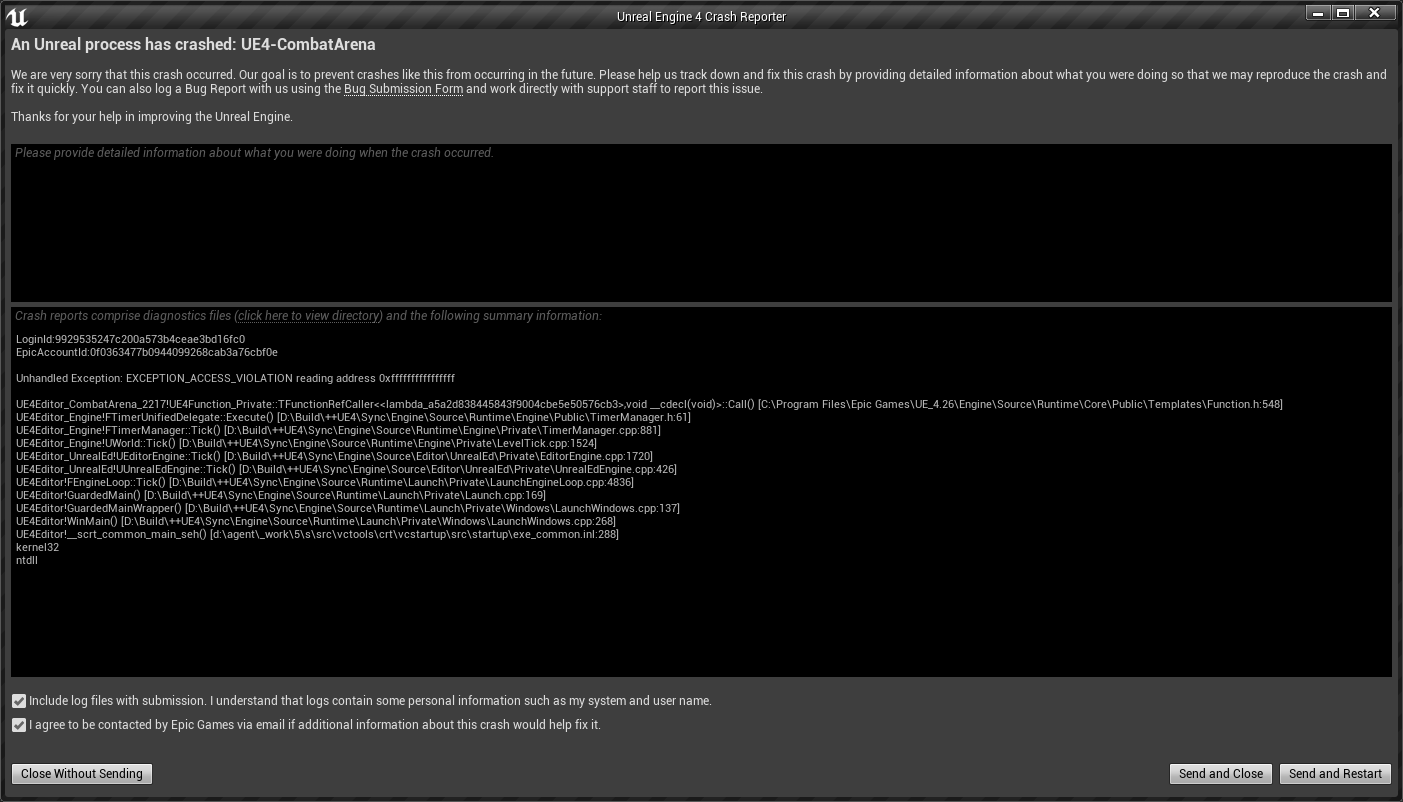 Unreal Engine 4 Crash Reporter
An Unreal process has crashed: UE4-CombatArena
We are very sorry that this crash occurred. Our goal is to prevent crashes like this from occurring in the future. Please help us track down and fix this crash by providing detailed information about what you were doing so that we may reproduce the crash and
fix it quickly. You can also log a Bug Report with us using the Bug Submission Form and work directly with support staff to report this issue.
Thanks for your help in improving the Unreal Engine.
Please provide detailed information about what you were doing when the crash occurred.
Crash reports comprise diagnostics files (click here to view directory) and the following summary information:
LoginId:9929535247c200a573b4ceae3bd16fc0
EpicAccountId:0f0363477b0944099268cab3a76cbf0e
Unhandled Exception: EXCEPTION_ACCESS_VIOLATION reading address 0xffffffffffffffff
UE4Editor_CombatArena_2217!UE4Function_Private::TFunctionRefCaller<<lambda_a5a2d838445843f9004cbe5e50576cb3>,void __cdecl(void)>::Call() [C:\Program Files\Epic Games\UE_4.26\Engine\Source\Runtime\Core\Public\Templates\Function.h:548]
UE4Editor_Engine!FTimerUnifiedDelegate::Execute() [D:\Build\++UE4\Sync\Engine\Source\Runtime\Engine\Public\TimerManager.h:61]
UE4Editor_Engine!FTimerManager::Tick() [D:\Build\++UE4\Sync\Engine\Source\Runtime\Engine\Private\TimerManager.cpp:881]
UE4Editor_Engine!UWorld::Tick() [D:\Build\++UE4\Sync\Engine\Source\Runtime\Engine\Private\LevelTick.cpp:1524]
UE4Editor_UnrealEd!UEditorEngine::Tick() [D:\Build\++UE4\Sync\Engine\Source\Editor\UnrealEd\Private\EditorEngine.cpp:1720]
UE4Editor_UnrealEd!UUnrealEdEngine::Tick() [D:\Build\++UE4\Sync\Engine\Source\Editor\UnrealEd\Private\UnrealEdEngine.cpp:426]
UE4Editor!FEngineLoop::Tick() [D:\Build\++UE4\Sync\Engine\Source\Runtime\Launch\Private\LaunchEngineLoop.cpp:4836]
UE4Editor!GuardedMain() [D:\Build\++UE4\Sync\Engine\Source\Runtime\Launch\Private\Launch.cpp:169]
UE4Editor!GuardedMainWrapper() [D:\Build\++UE4\Sync\Engine\Source\Runtime\Launch\Private\Windows\LaunchWindows.cpp:137]
UE4Editor!WinMain() [D:\Build\++UE4\Sync\Engine\Source\Runtime\Launch\Private\Windows\LaunchWindows.cpp:268]
UE4Editor!__scrt_common_main_seh() [d:\agent\_work\5\s\src\vctools\crt\vcstartup\src\startup\exe_common.inl:288]
kernel32
ntdll
Include log files with submission. I understand that logs contain some personal information such as my system and user name.
I agree to be contacted by Epic Games via email if additional information about this crash would help fix it.
Close Without Sending
Send and Close
Send and Restart